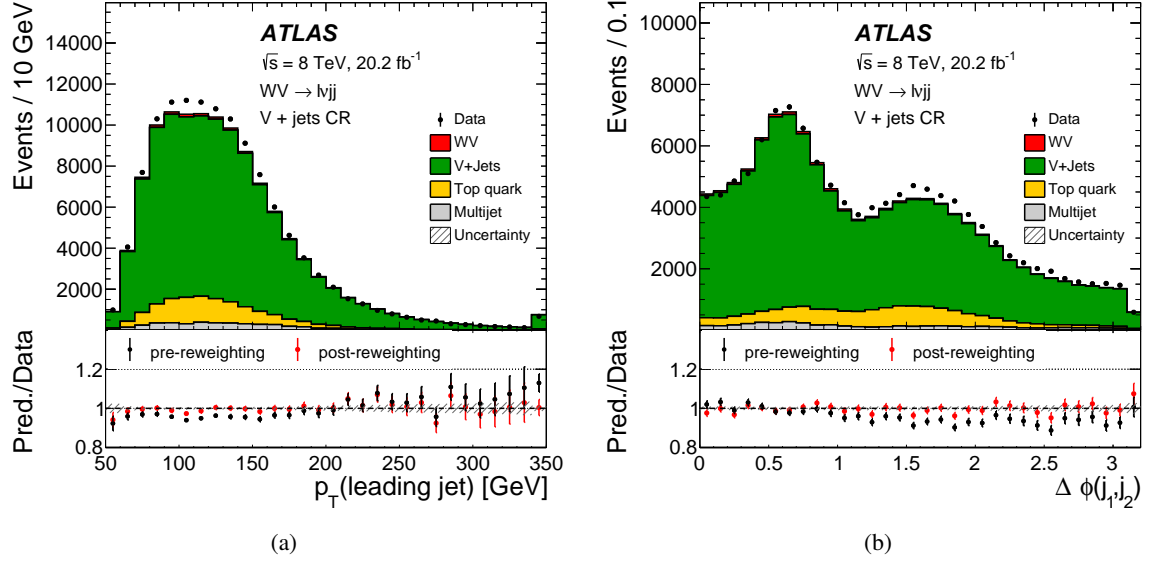 Events / 10 GeV
14000
12000
10000
8000
6000
4000
2000
ATLAS
√s = 8 TeV, 20.2 fb⁻¹
WV → lνjj
V + jets CR
Data
WV
V+Jets
Top quark
Multijet
Uncertainty
Pred./Data
pre-reweighting post-reweighting
1.2
1
0.8
50 100 150 200 250 300 350
p_T(leading jet) [GeV]
(a)
Events / 0.1
10000
8000
6000
4000
2000
ATLAS
√s = 8 TeV, 20.2 fb⁻¹
WV → lνjj
V + jets CR
Data
WV
V+Jets
Top quark
Multijet
Uncertainty
Pred./Data
pre-reweighting post-reweighting
1.2
1
0.8
0 0.5 1 1.5 2 2.5 3
Δ ϕ(j₁,j₂)
(b)